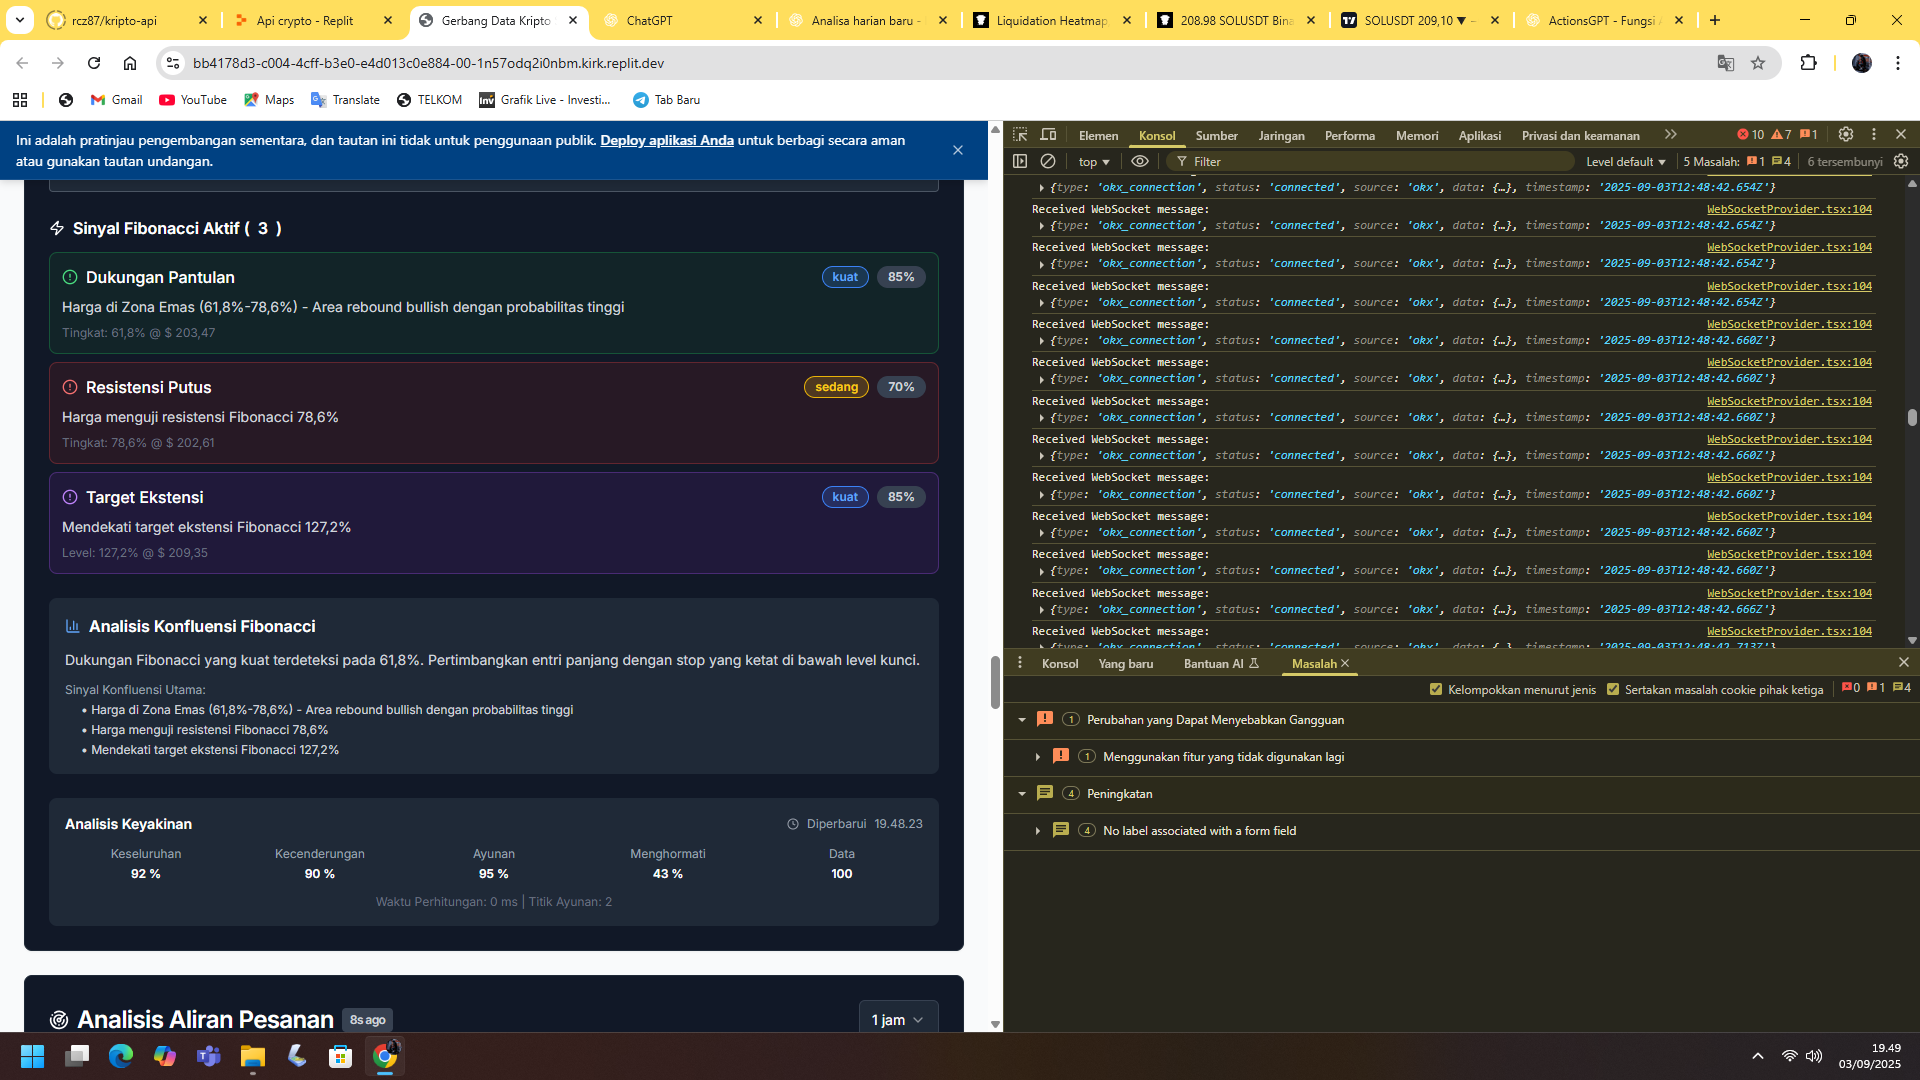 rcz87/kripto-api
Api crypto - Replit
Gerbang Data Kripto
ChatGPT
Analisa harian baru -
Liquidation Heatmap
208.98 SOLUSDT Bina
SOLUSDT 209,10 ▼ –
ActionsGPT - Fungsi
bb4178d3-c004-4cff-b3e0-e4d013c0e884-00-1n57odq2i0nbm.kirk.replit.dev
Gmail
YouTube
Maps
Translate
TELKOM
Grafik Live - Investi...
Tab Baru
Ini adalah pratinjau pengembangan sementara, dan tautan ini tidak untuk penggunaan publik. Deploy aplikasi Anda untuk berbagi secara aman
atau gunakan tautan undangan.
Sinyal Fibonacci Aktif ( 3 )
Dukungan Pantulan
kuat 85%
Harga di Zona Emas (61,8%-78,6%) - Area rebound bullish dengan probabilitas tinggi
Tingkat: 61,8% @ $ 203,47
Resistensi Putus
sedang 70%
Harga menguji resistensi Fibonacci 78,6%
Tingkat: 78,6% @ $ 202,61
Target Ekstensi
kuat 85%
Mendekati target ekstensi Fibonacci 127,2%
Level: 127,2% @ $ 209,35
Analisis Konfluensi Fibonacci
Dukungan Fibonacci yang kuat terdeteksi pada 61,8%. Pertimbangkan entri panjang dengan stop yang ketat di bawah level kunci.
Sinyal Konfluensi Utama:
• Harga di Zona Emas (61,8%-78,6%) - Area rebound bullish dengan probabilitas tinggi
• Harga menguji resistensi Fibonacci 78,6%
• Mendekati target ekstensi Fibonacci 127,2%
Analisis Keyakinan
Diperbarui 19.48.23
Keseluruhan Kecenderungan Ayunan Menghormati Data
92 % 90 % 95 % 43 % 100
Waktu Perhitungan: 0 ms | Titik Ayunan: 2
Analisis Aliran Pesanan 8s ago
1 jam
Elemen Konsol Sumber Jaringan Performa Memori Aplikasi Privasi dan keamanan 10 7 1
top Filter Level default 5 Masalah: 1 4 6 tersembunyi
{type: 'okx_connection', status: 'connected', source: 'okx', data: {…}, timestamp: '2025-09-03T12:48:42.654Z'}
Received WebSocket message: WebSocketProvider.tsx:104
{type: 'okx_connection', status: 'connected', source: 'okx', data: {…}, timestamp: '2025-09-03T12:48:42.654Z'}
Received WebSocket message: WebSocketProvider.tsx:104
{type: 'okx_connection', status: 'connected', source: 'okx', data: {…}, timestamp: '2025-09-03T12:48:42.654Z'}
Received WebSocket message: WebSocketProvider.tsx:104
{type: 'okx_connection', status: 'connected', source: 'okx', data: {…}, timestamp: '2025-09-03T12:48:42.654Z'}
Received WebSocket message: WebSocketProvider.tsx:104
{type: 'okx_connection', status: 'connected', source: 'okx', data: {…}, timestamp: '2025-09-03T12:48:42.660Z'}
Received WebSocket message: WebSocketProvider.tsx:104
{type: 'okx_connection', status: 'connected', source: 'okx', data: {…}, timestamp: '2025-09-03T12:48:42.660Z'}
Received WebSocket message: WebSocketProvider.tsx:104
{type: 'okx_connection', status: 'connected', source: 'okx', data: {…}, timestamp: '2025-09-03T12:48:42.660Z'}
Received WebSocket message: WebSocketProvider.tsx:104
{type: 'okx_connection', status: 'connected', source: 'okx', data: {…}, timestamp: '2025-09-03T12:48:42.660Z'}
Received WebSocket message: WebSocketProvider.tsx:104
{type: 'okx_connection', status: 'connected', source: 'okx', data: {…}, timestamp: '2025-09-03T12:48:42.660Z'}
Received WebSocket message: WebSocketProvider.tsx:104
{type: 'okx_connection', status: 'connected', source: 'okx', data: {…}, timestamp: '2025-09-03T12:48:42.660Z'}
Received WebSocket message: WebSocketProvider.tsx:104
{type: 'okx_connection', status: 'connected', source: 'okx', data: {…}, timestamp: '2025-09-03T12:48:42.660Z'}
Received WebSocket message: WebSocketProvider.tsx:104
{type: 'okx_connection', status: 'connected', source: 'okx', data: {…}, timestamp: '2025-09-03T12:48:42.666Z'}
Received WebSocket message: WebSocketProvider.tsx:104
{type: 'okx_connection', status: 'connected', source: 'okx', data: {…}, timestamp: '2025-09-03T12:48:42.713Z'}
Konsol Yang baru Bantuan AI Masalah
Kelompokkan menurut jenis Sertakan masalah cookie pihak ketiga 0 1 4
1 Perubahan yang Dapat Menyebabkan Gangguan
1 Menggunakan fitur yang tidak digunakan lagi
4 Peningkatan
4 No label associated with a form field
19.49
03/09/2025